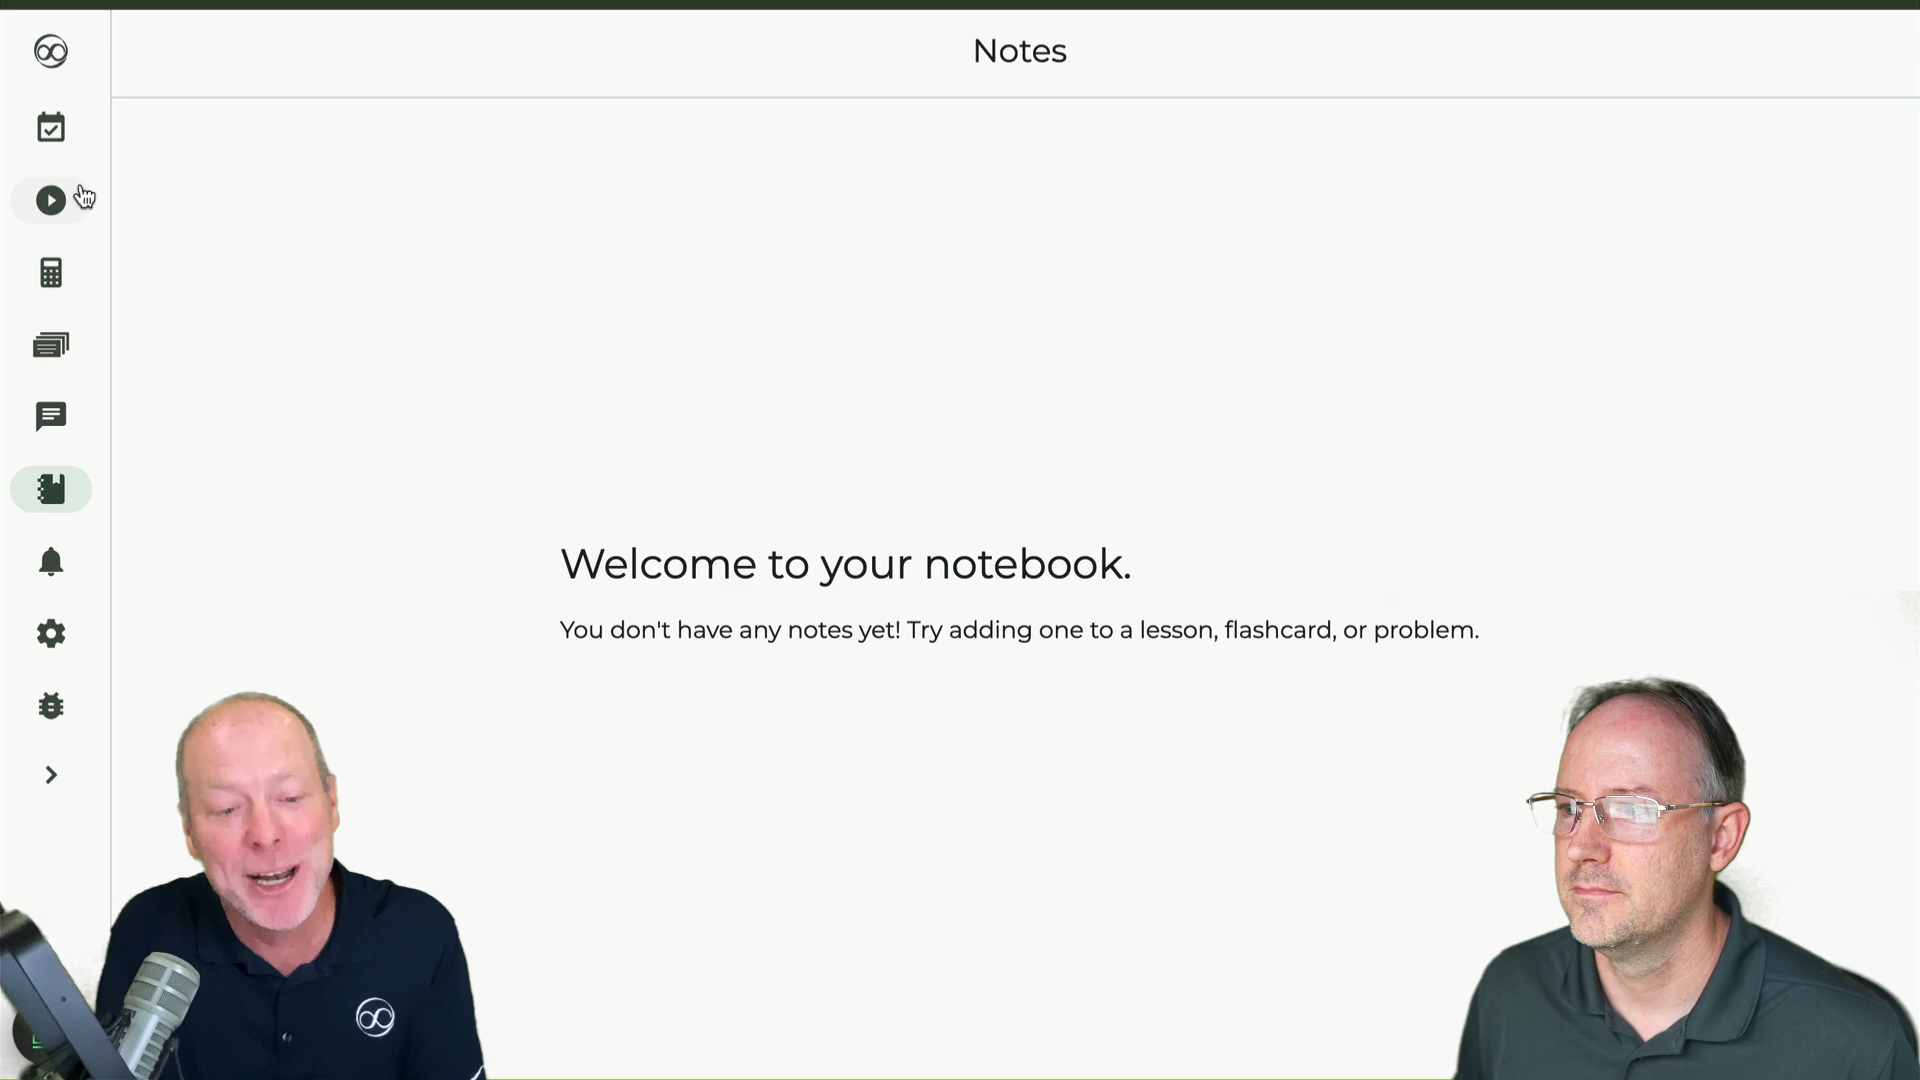 Notes
Welcome to your notebook.
You don't have any notes yet! Try adding one to a lesson, flashcard, or problem.